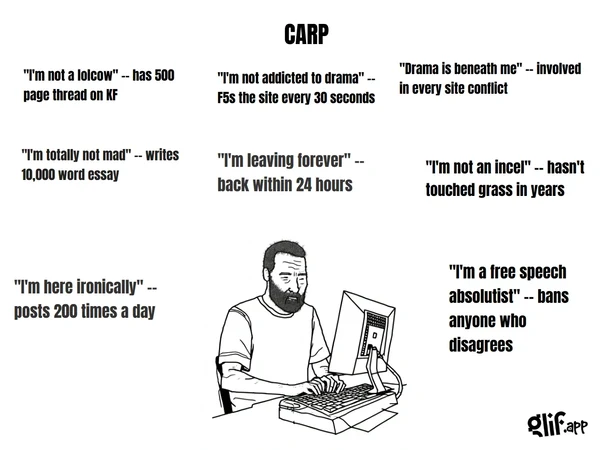 CARP
"I'm not a lolcow" -- has 500
page thread on KF
"I'm not addicted to drama" --
F5s the site every 30 seconds
"Drama is beneath me" -- involved
in every site conflict
"I'm totally not mad" -- writes
10,000 word essay
"I'm leaving forever" --
back within 24 hours
"I'm not an incel" -- hasn't
touched grass in years
"I'm here ironically" --
posts 200 times a day
"I'm a free speech
absolutist" -- bans
anyone who
disagrees
glif.app